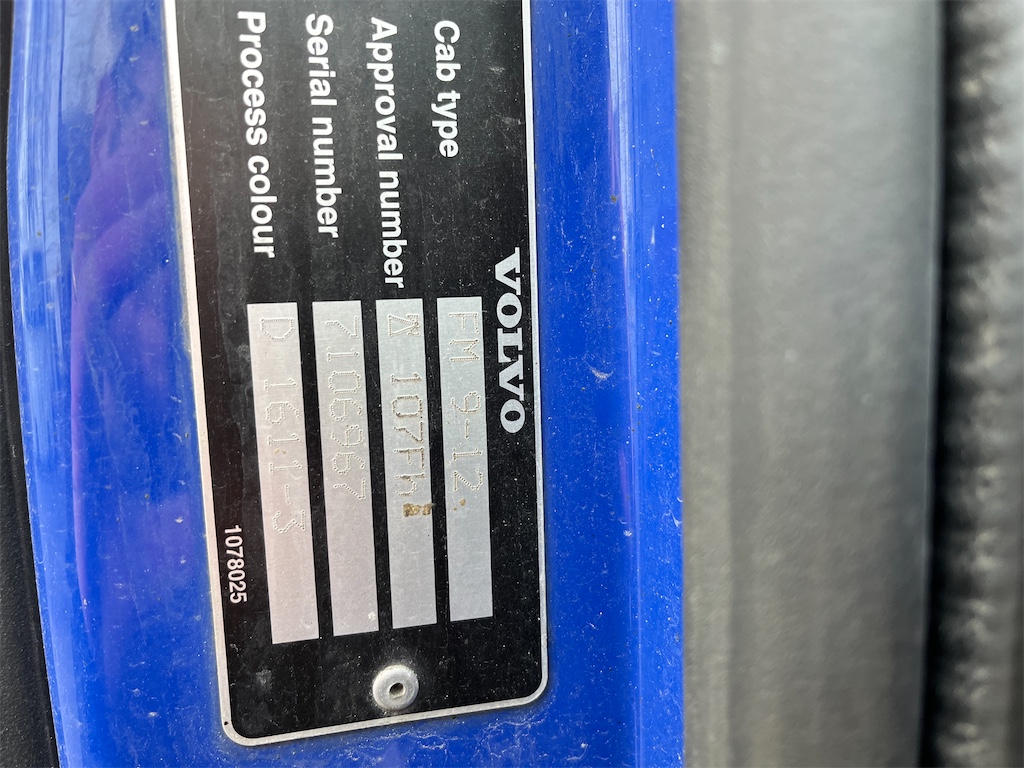 VOLVO
Cab type FM 9-12
Approval number Δ 107Fh
Serial number 710697
Process colour D 161-3
1078025